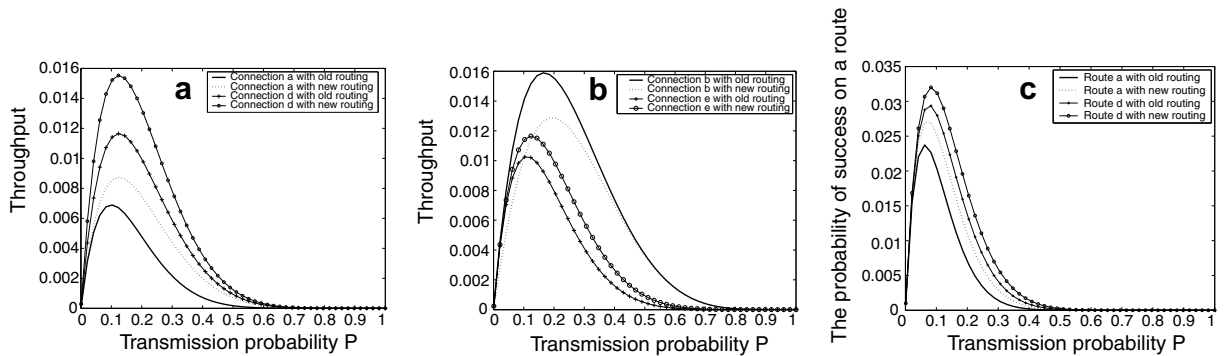 a
Throughput
0.016
0.014
0.012
0.01
0.008
0.006
0.004
0.002
0
0 0.1 0.2 0.3 0.4 0.5 0.6 0.7 0.8 0.9 1
Transmission probability P
Connection a with old routing
Connection a with new routing
Connection d with old routing
Connection d with new routing
b
Throughput
0.016
0.014
0.012
0.01
0.008
0.006
0.004
0.002
0
0 0.1 0.2 0.3 0.4 0.5 0.6 0.7 0.8 0.9 1
Transmission probability P
Connection b with old routing
Connection b with new routing
Connection e with old routing
Connection e with new routing
c
The probability of success on a route
0.035
0.03
0.025
0.02
0.015
0.01
0.005
0
0 0.1 0.2 0.3 0.4 0.5 0.6 0.7 0.8 0.9 1
Transmission probability P
Route a with old routing
Route a with new routing
Route d with old routing
Route d with new routing